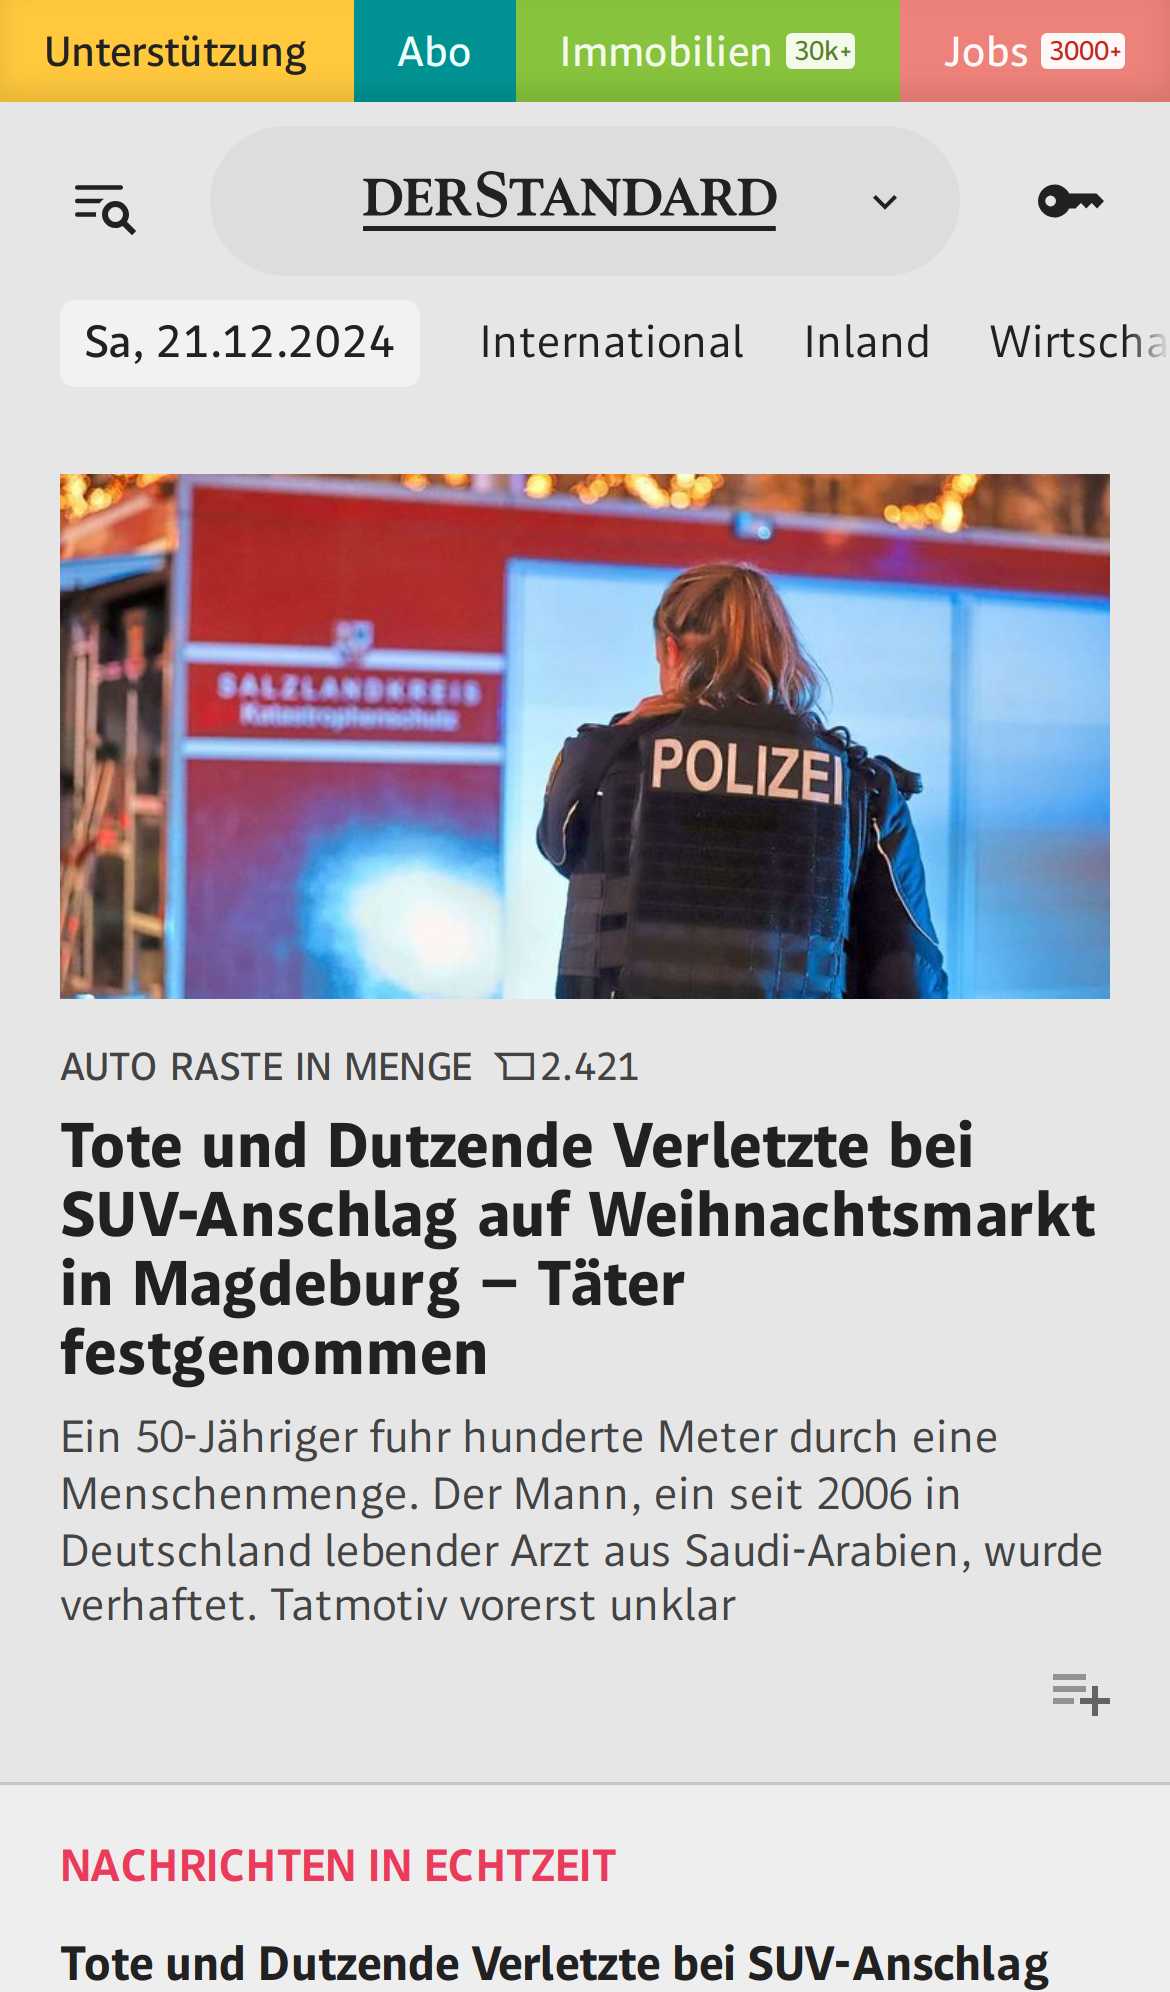 Unterstützung Abo Immobilien 30k+ Jobs 3000+
DERSTANDARD
Sa, 21.12.2024 International Inland Wirtscha
SALZLANDKREIS
Katastrophenschutz
POLIZEI
AUTO RASTE IN MENGE 2.421
Tote und Dutzende Verletzte bei
SUV-Anschlag auf Weihnachtsmarkt
in Magdeburg – Täter
festgenommen
Ein 50-Jähriger fuhr hunderte Meter durch eine
Menschenmenge. Der Mann, ein seit 2006 in
Deutschland lebender Arzt aus Saudi-Arabien, wurde
verhaftet. Tatmotiv vorerst unklar
NACHRICHTEN IN ECHTZEIT
Tote und Dutzende Verletzte bei SUV-Anschlag